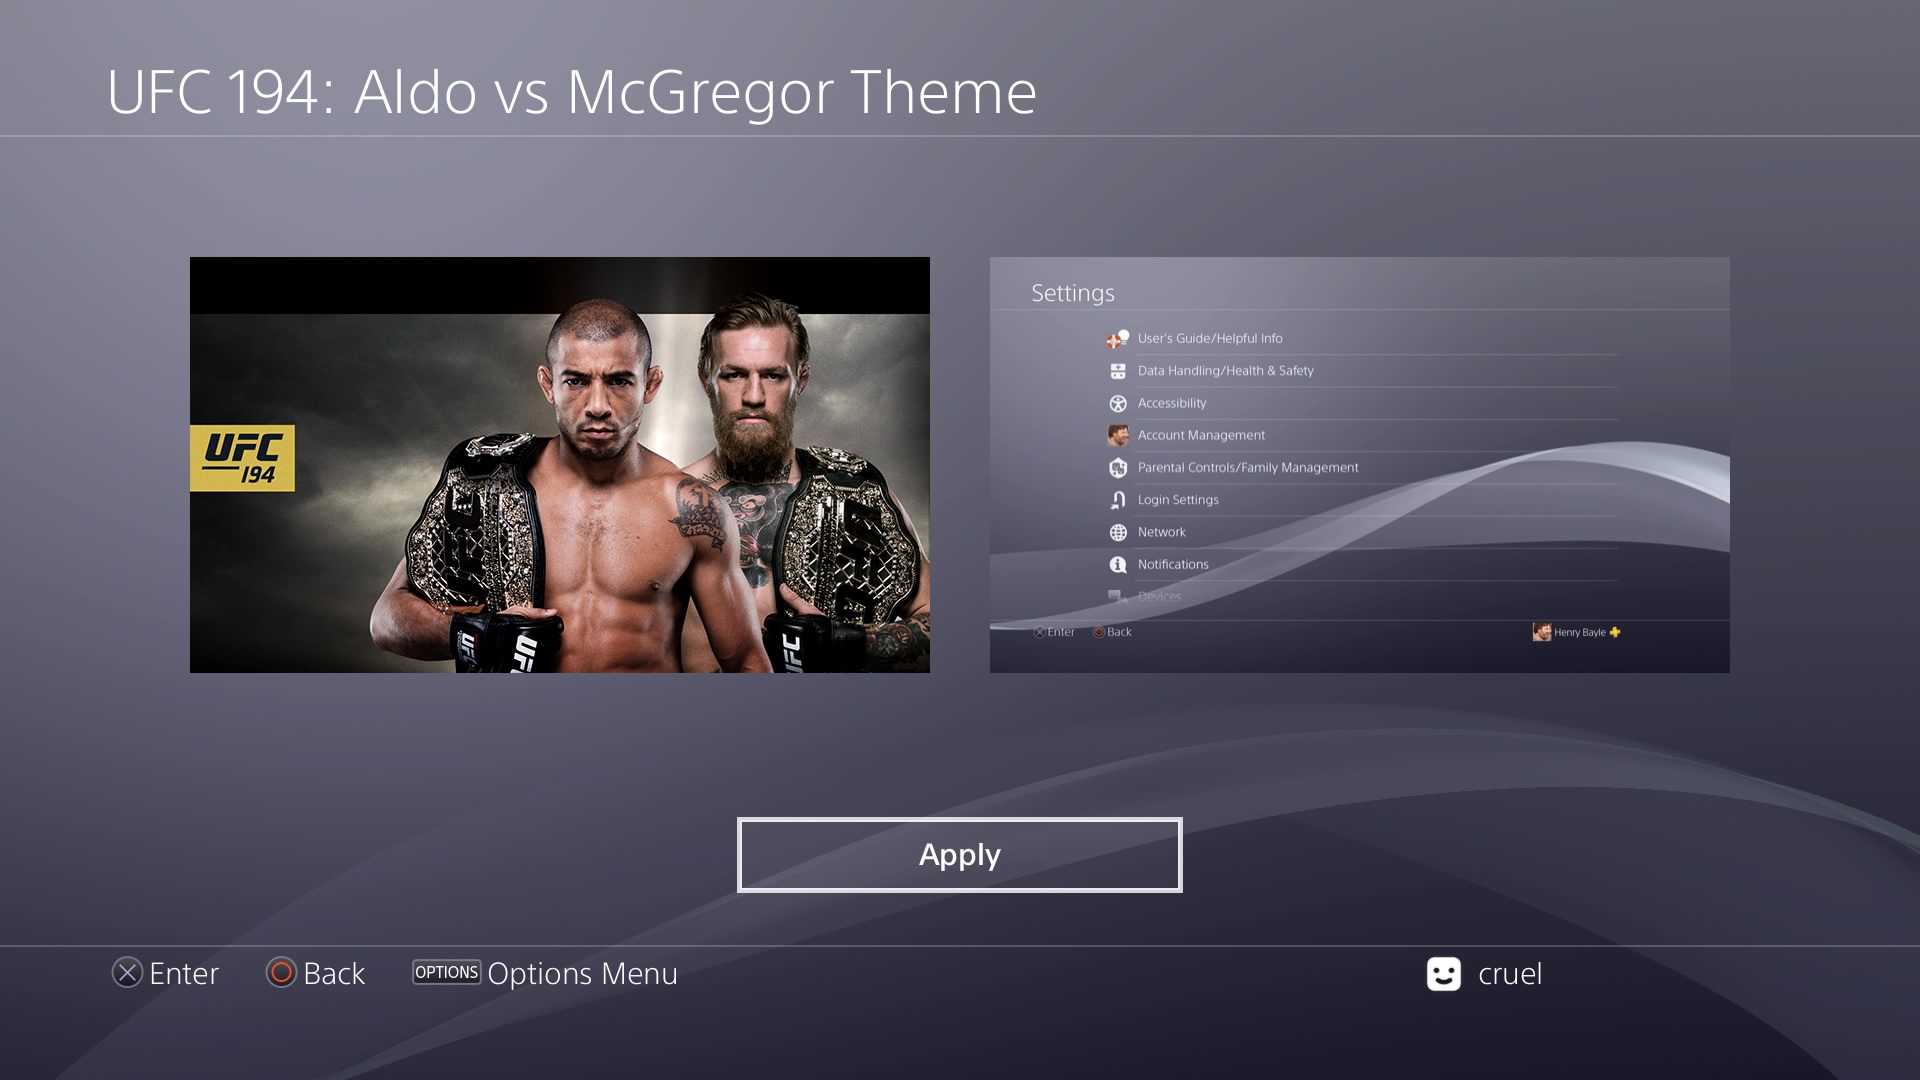 UFC 194: Aldo vs McGregor Theme
UFC
194
UFC
UFC
UFC
UFC
UFC
Settings
User's Guide/Helpful Info
Data Handling/Health & Safety
Accessibility
Account Management
Parental Controls/Family Management
Login Settings
Network
Notifications
Devices
Enter
Back
Henry Bayle
Apply
Enter
Back
OPTIONS Options Menu
cruel